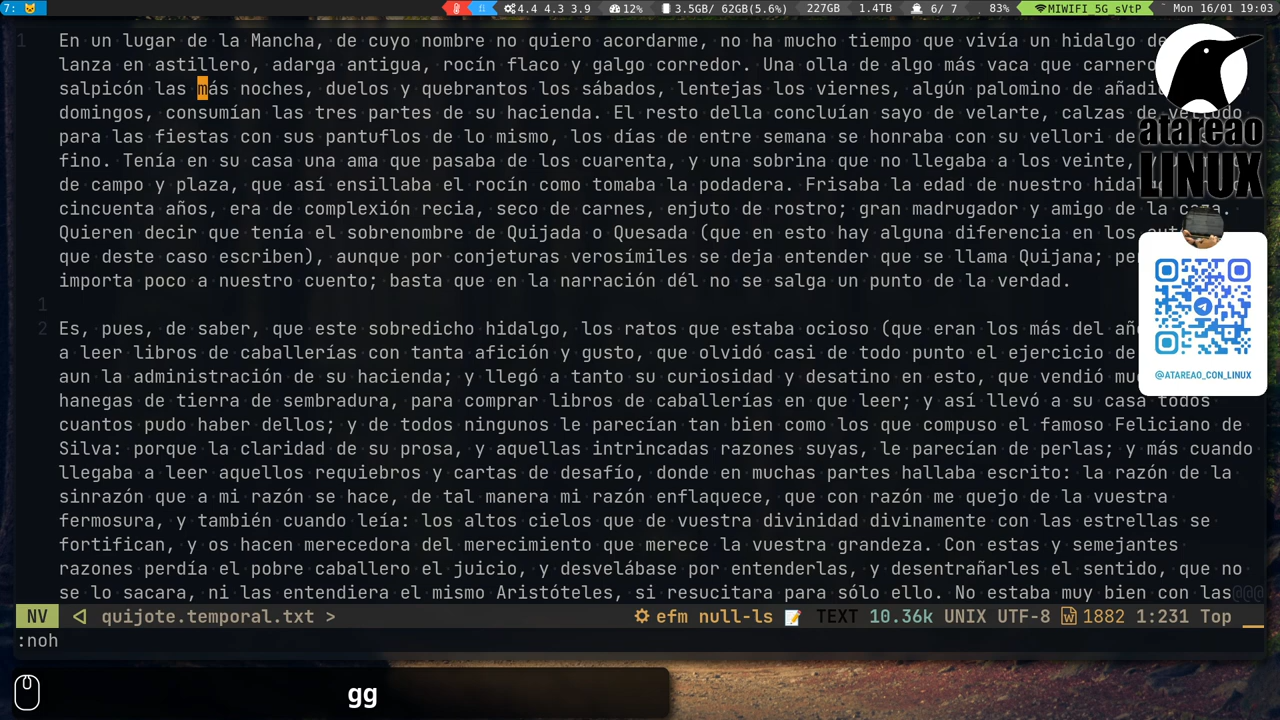 7:
4.4 4.3 3.9 12% 3.5GB/ 62GB(5.6%) 227GB 1.4TB 6/ 7 . 83% MIWIFI 5G sVtP Mon 16/01 19:03
1 En un lugar de la Mancha, de cuyo nombre no quiero acordarme, no ha mucho tiempo que vivía un hidalgo de
lanza en astillero, adarga antigua, rocín flaco y galgo corredor. Una olla de algo más vaca que carnero
salpicón las más noches, duelos y quebrantos los sábados, lentejas los viernes, algún palomino de añadi
domingos, consumían las tres partes de su hacienda. El resto della concluían sayo de velarte, calzas de
para las fiestas con sus pantuflos de lo mismo, los días de entre semana se honraba con su vellori de
fino. Tenía en su casa una ama que pasaba de los cuarenta, y una sobrina que no llegaba a los veinte,
de campo y plaza, que así ensillaba el rocín como tomaba la podadera. Frisaba la edad de nuestro hidal
cincuenta años, era de complexión recia, seco de carnes, enjuto de rostro; gran madrugador y amigo de la caza.
Quieren decir que tenía el sobrenombre de Quijada o Quesada (que en esto hay alguna diferencia en los
que deste caso escriben), aunque por conjeturas verosímiles se deja entender que se llama Quijana; pe
importa poco a nuestro cuento; basta que en la narración dél no se salga un punto de la verdad.
1
2 Es, pues, de saber, que este sobredicho hidalgo, los ratos que estaba ocioso (que eran los más del añ
a leer libros de caballerías con tanta afición y gusto, que olvidó casi de todo punto el ejercicio de
aun la administración de su hacienda; y llegó a tanto su curiosidad y desatino en esto, que vendió mu
hanegas de tierra de sembradura, para comprar libros de caballerías en que leer; y así llevó a su casa todos
cuantos pudo haber dellos; y de todos ningunos le parecían tan bien como los que compuso el famoso Feliciano de
Silva: porque la claridad de su prosa, y aquellas intrincadas razones suyas, le parecían de perlas; y más cuando
llegaba a leer aquellos requiebros y cartas de desafío, donde en muchas partes hallaba escrito: la razón de la
sinrazón que a mi razón se hace, de tal manera mi razón enflaquece, que con razón me quejo de la vuestra
fermosura, y también cuando leía: los altos cielos que de vuestra divinidad divinamente con las estrellas se
fortifican, y os hacen merecedora del merecimiento que merece la vuestra grandeza. Con estas y semejantes
razones perdía el pobre caballero el juicio, y desvelábase por entenderlas, y desentrañarles el sentido, que no
se lo sacara, ni las entendiera el mismo Aristóteles, si resucitara para sólo ello. No estaba muy bien con las@@@
NV quijote.temporal.txt > efm null-ls TEXT 10.36k UNIX UTF-8 1882 1:231 Top
:noh
gg
atareao
LINUX
@ATAREAO_CON_LINUX